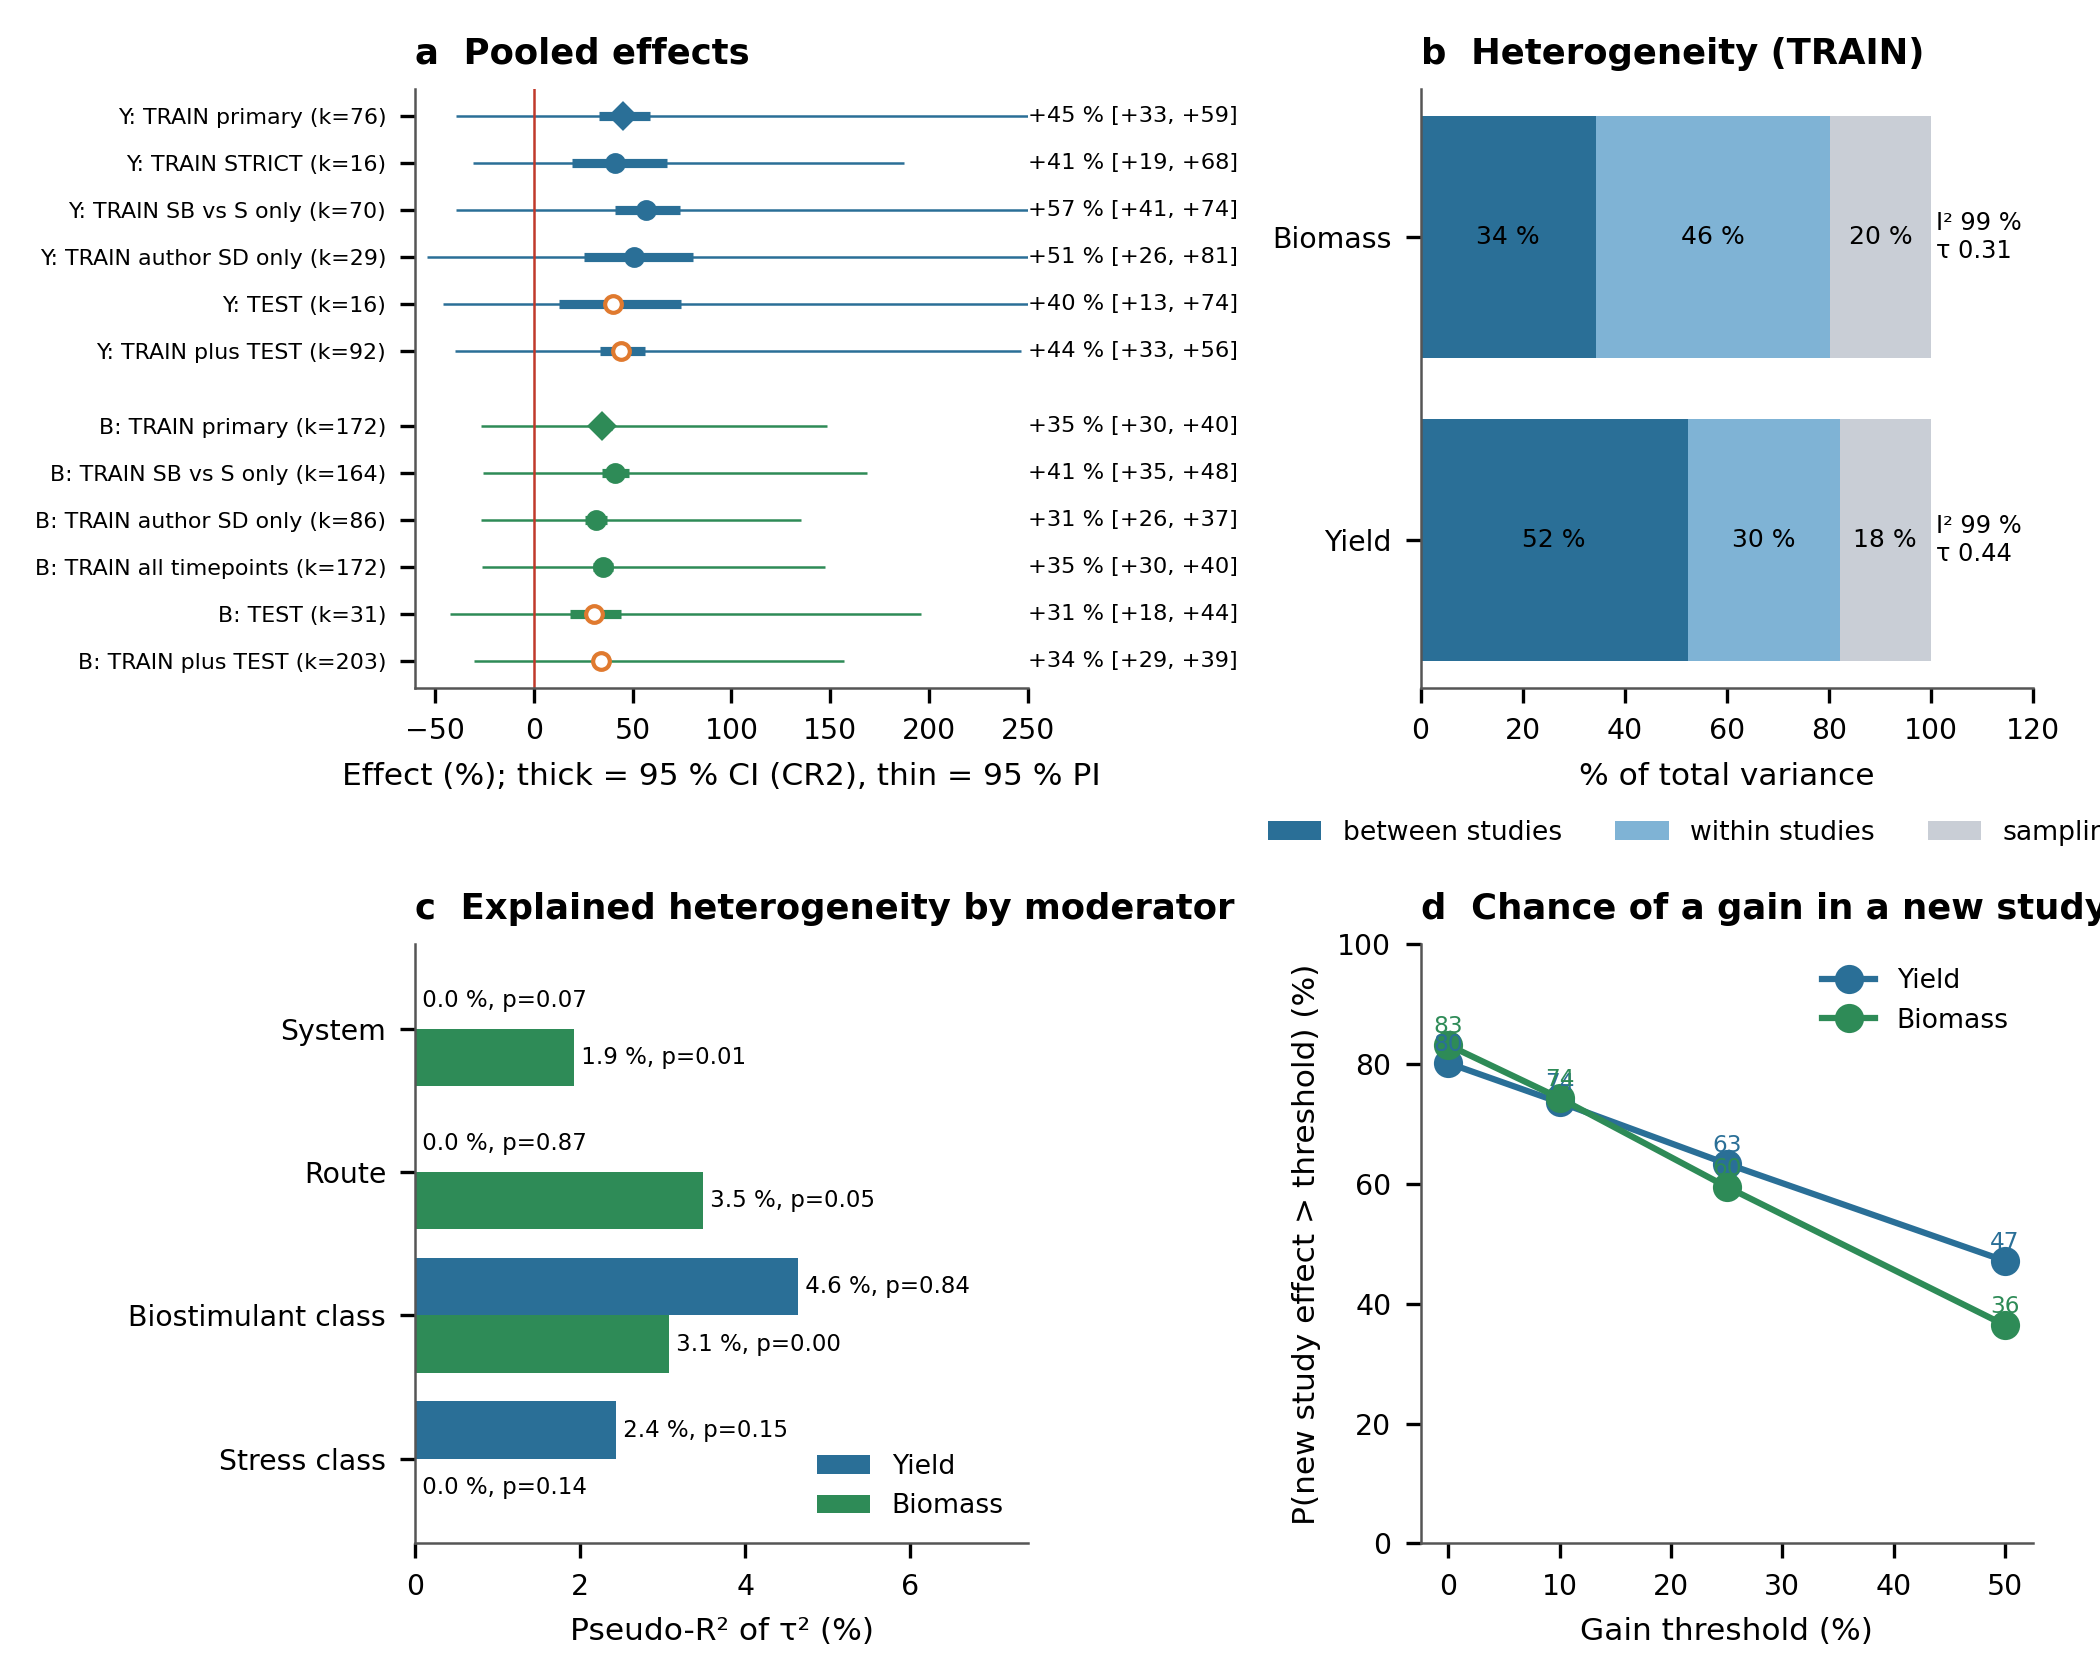 a Pooled effects
Y: TRAIN primary (k=76)
+45 % [+33, +59]
Y: TRAIN STRICT (k=16)
+41 % [+19, +68]
Y: TRAIN SB vs S only (k=70)
+57 % [+41, +74]
Y: TRAIN author SD only (k=29)
+51 % [+26, +81]
Y: TEST (k=16)
+40 % [+13, +74]
Y: TRAIN plus TEST (k=92)
+44 % [+33, +56]
B: TRAIN primary (k=172)
+35 % [+30, +40]
B: TRAIN SB vs S only (k=164)
+41 % [+35, +48]
B: TRAIN author SD only (k=86)
+31 % [+26, +37]
B: TRAIN all timepoints (k=172)
+35 % [+30, +40]
B: TEST (k=31)
+31 % [+18, +44]
B: TRAIN plus TEST (k=203)
+34 % [+29, +39]
−50 0 50 100 150 200 250
Effect (%); thick = 95 % CI (CR2), thin = 95 % PI
b Heterogeneity (TRAIN)
Biomass
34 % 46 % 20 %
I² 99 %
τ 0.31
Yield
52 % 30 % 18 %
I² 99 %
τ 0.44
0 20 40 60 80 100 120
% of total variance
between studies within studies
c Explained heterogeneity by moderator
System
0.0 %, p=0.07
1.9 %, p=0.01
Route
0.0 %, p=0.87
3.5 %, p=0.05
Biostimulant class
4.6 %, p=0.84
3.1 %, p=0.00
Stress class
2.4 %, p=0.15
0.0 %, p=0.14
Yield
Biomass
0 2 4 6
Pseudo-R² of τ² (%)
d Chance of a gain in a new study
P(new study effect > threshold) (%)
100
80
60
40
20
0
Yield
Biomass
83
80
74
74
63
60
47
36
0 10 20 30 40 50
Gain threshold (%)